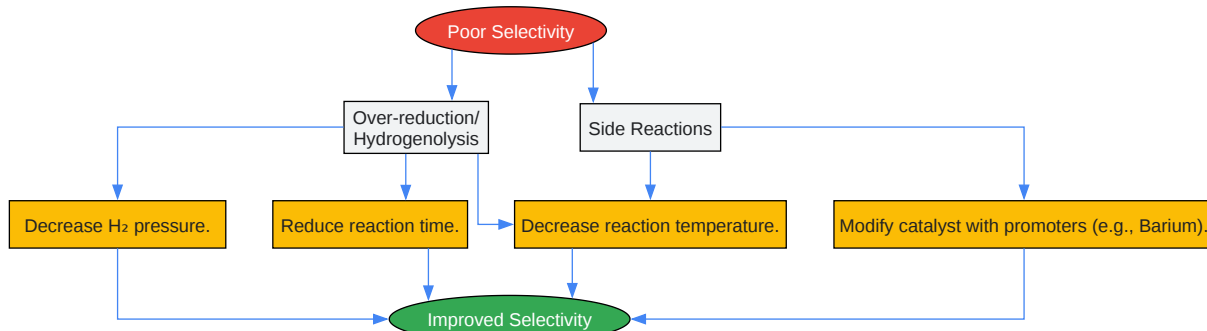 Poor Selectivity
Over-reduction/
Hydrogenolysis
Side Reactions
Decrease H₂ pressure.
Reduce reaction time.
Decrease reaction temperature.
Modify catalyst with promoters (e.g., Barium).
Improved Selectivity